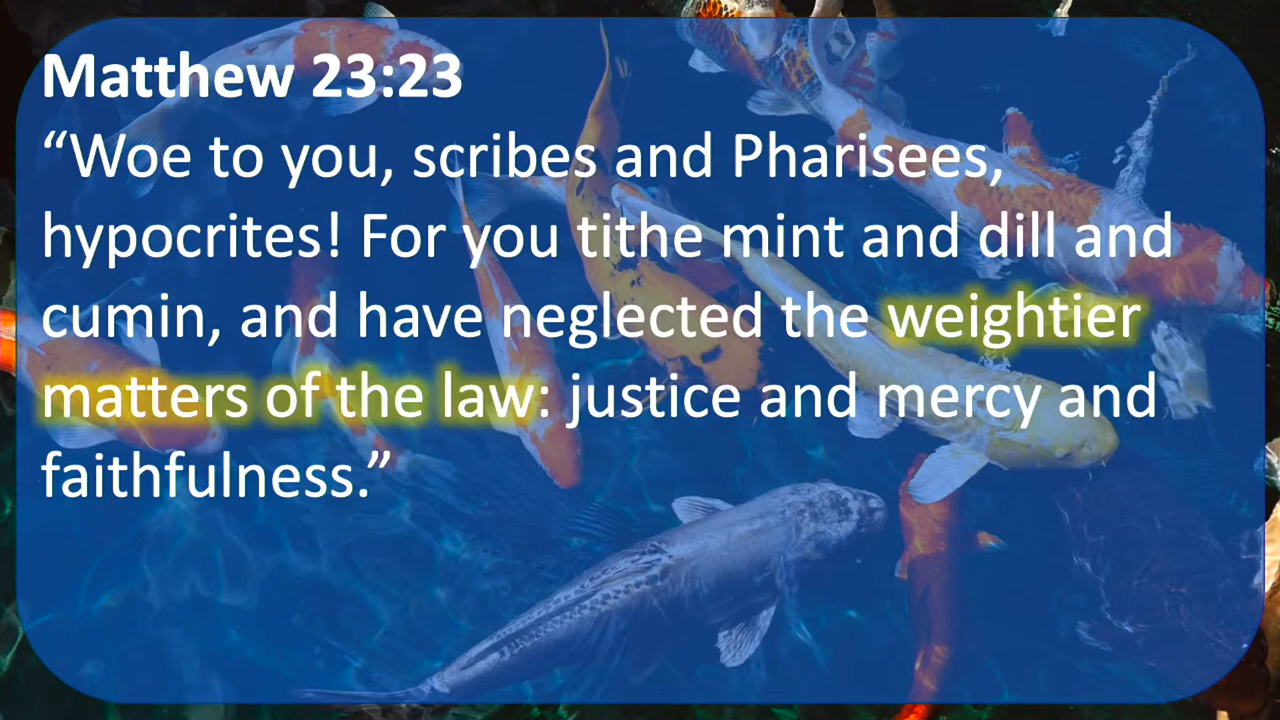 Matthew 23:23
“Woe to you, scribes and Pharisees,
hypocrites! For you tithe mint and dill and
cumin, and have neglected the weightier
matters of the law: justice and mercy and
faithfulness.”